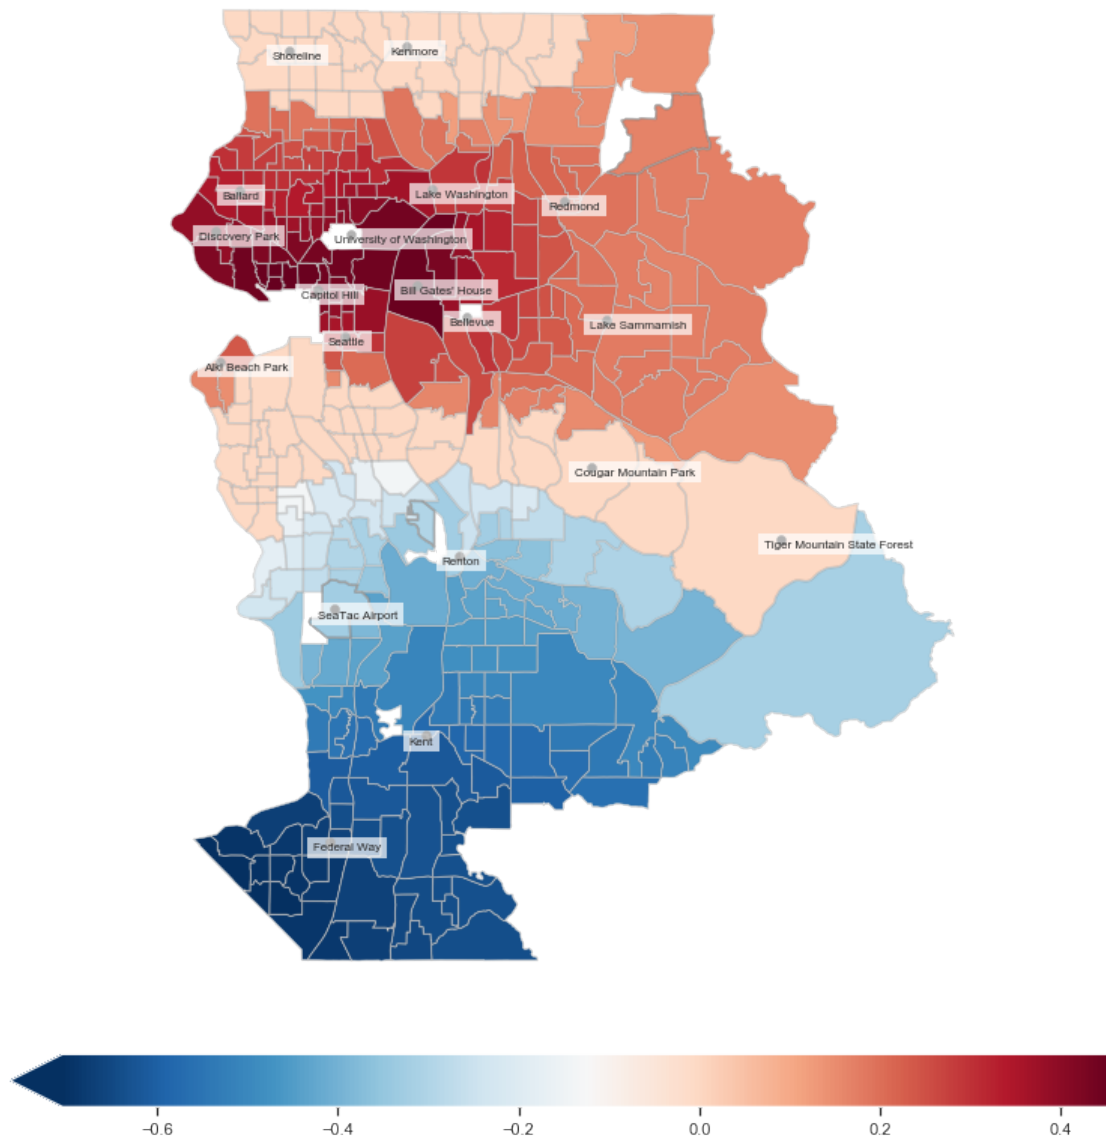 Shoreline
Kenmore
Ballard
Lake Washington
Redmond
Discovery Park
University of Washington
Capitol Hill
Bill Gates' House
Bellevue
Lake Sammamish
Seattle
Alki Beach Park
Cougar Mountain Park
Tiger Mountain State Forest
Renton
SeaTac Airport
Kent
Federal Way
−0.6 −0.4 −0.2 0.0 0.2 0.4